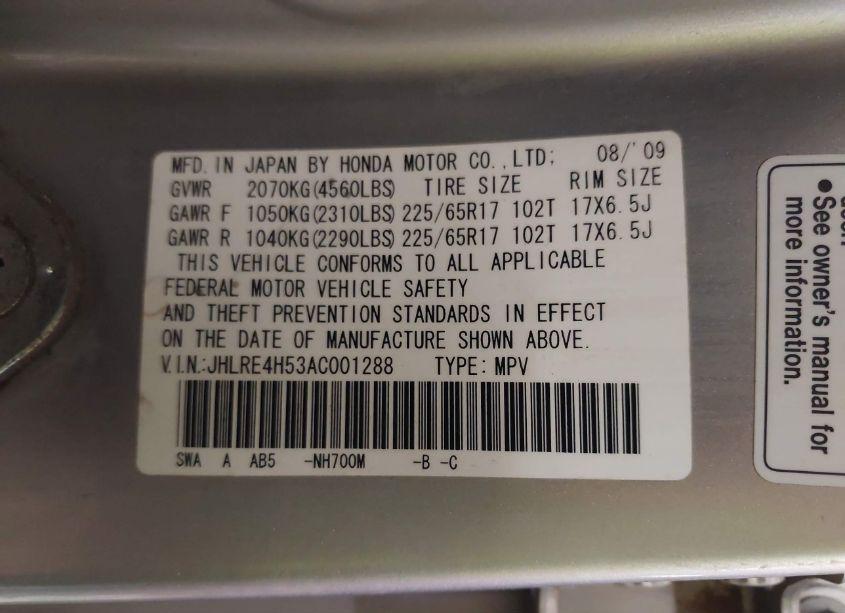 MFD. IN JAPAN BY HONDA MOTOR CO., LTD; 08/'09
GVWR 2070KG(4560LBS) TIRE SIZE RIM SIZE
GAWR F 1050KG(2310LBS) 225/65R17 102T 17X6.5J
GAWR R 1040KG(2290LBS) 225/65R17 102T 17X6.5J
THIS VEHICLE CONFORMS TO ALL APPLICABLE
FEDERAL MOTOR VEHICLE SAFETY
AND THEFT PREVENTION STANDARDS IN EFFECT
ON THE DATE OF MANUFACTURE SHOWN ABOVE.
V.I.N.:JHLRE4H53AC001288 TYPE: MPV
SWA A AB5 -NH700M -B -C
•See owner's manual for
more information.